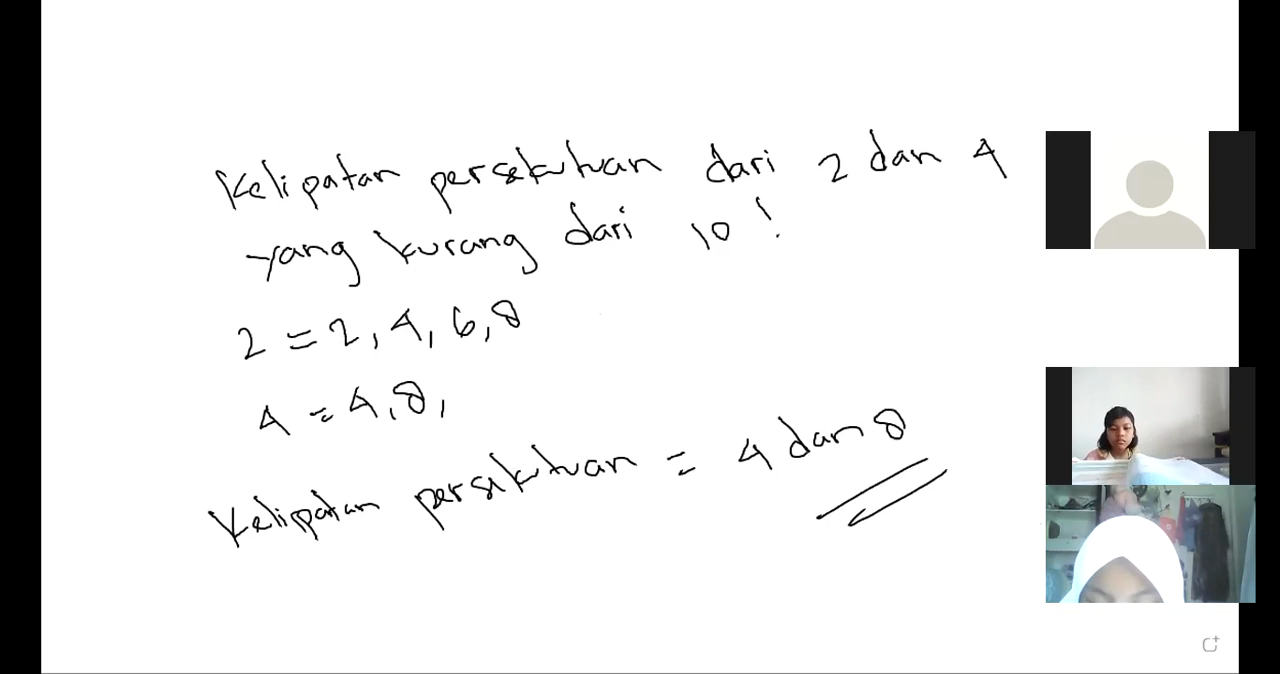 Kelipatan persekutuan dari 2 dan 4
yang kurang dari 10!
2 = 2, 4, 6, 8
4 = 4, 8,
Kelipatan persekutuan = 4 dan 8